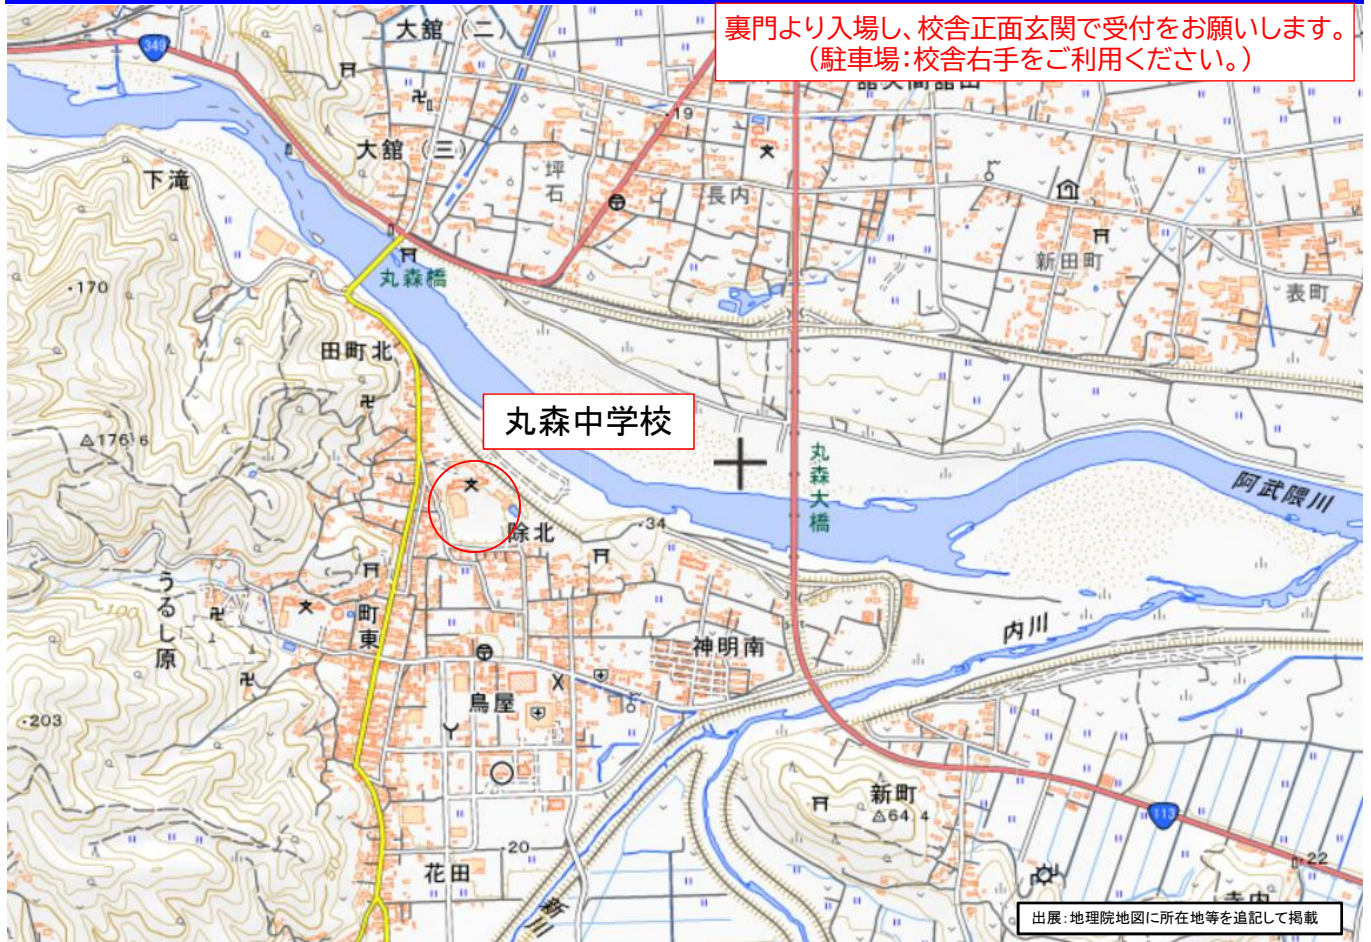 裏門より入場し、校舎正面玄関で受付をお願いします。
(駐車場:校舎右手をご利用ください。)
349
大舘(二)
19
大舘(三)
坪石
長内
下滝
丸森橋
新田町
表町
170
田町北
丸森中学校
176.6
丸森大橋
阿武隈川
除北
34
うるし原
町東
神明南
内川
鳥屋
203
新町
64.4
113
20
22
花田
新川
寺内
出展:地理院地図に所在地等を追記して掲載